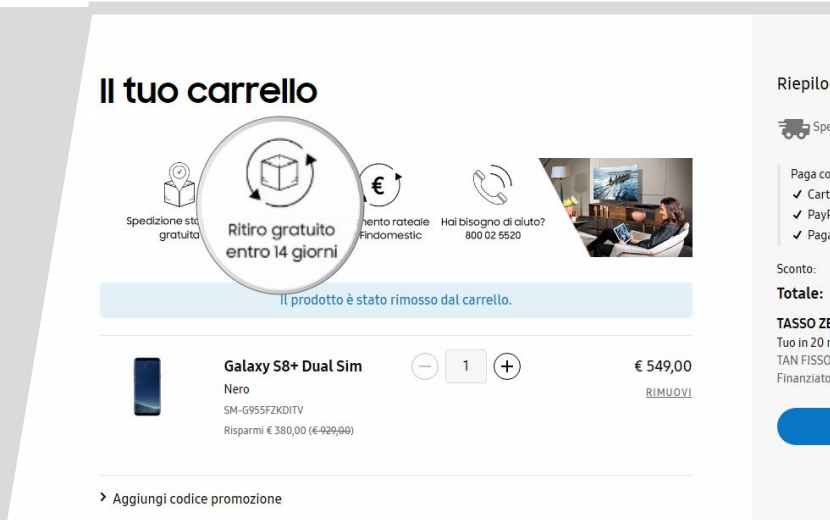 Il tuo carrello
Riepilo
Spe
Spedizione sta
gratuita
Ritiro gratuito
entro 14 giorni
€
mento rateale
Findomestic
Hai bisogno di aiuto?
800 02 5520
Paga co
Cart
PayP
Paga
Sconto:
Totale:
TASSO ZE
Tuo in 20 r
TAN FISSO
Finanziato
Il prodotto è stato rimosso dal carrello.
Galaxy S8+ Dual Sim
1
€ 549,00
Nero
RIMUOVI
SM-G955FZKDITV
Risparmi € 380,00 (€ 929,00)
Aggiungi codice promozione